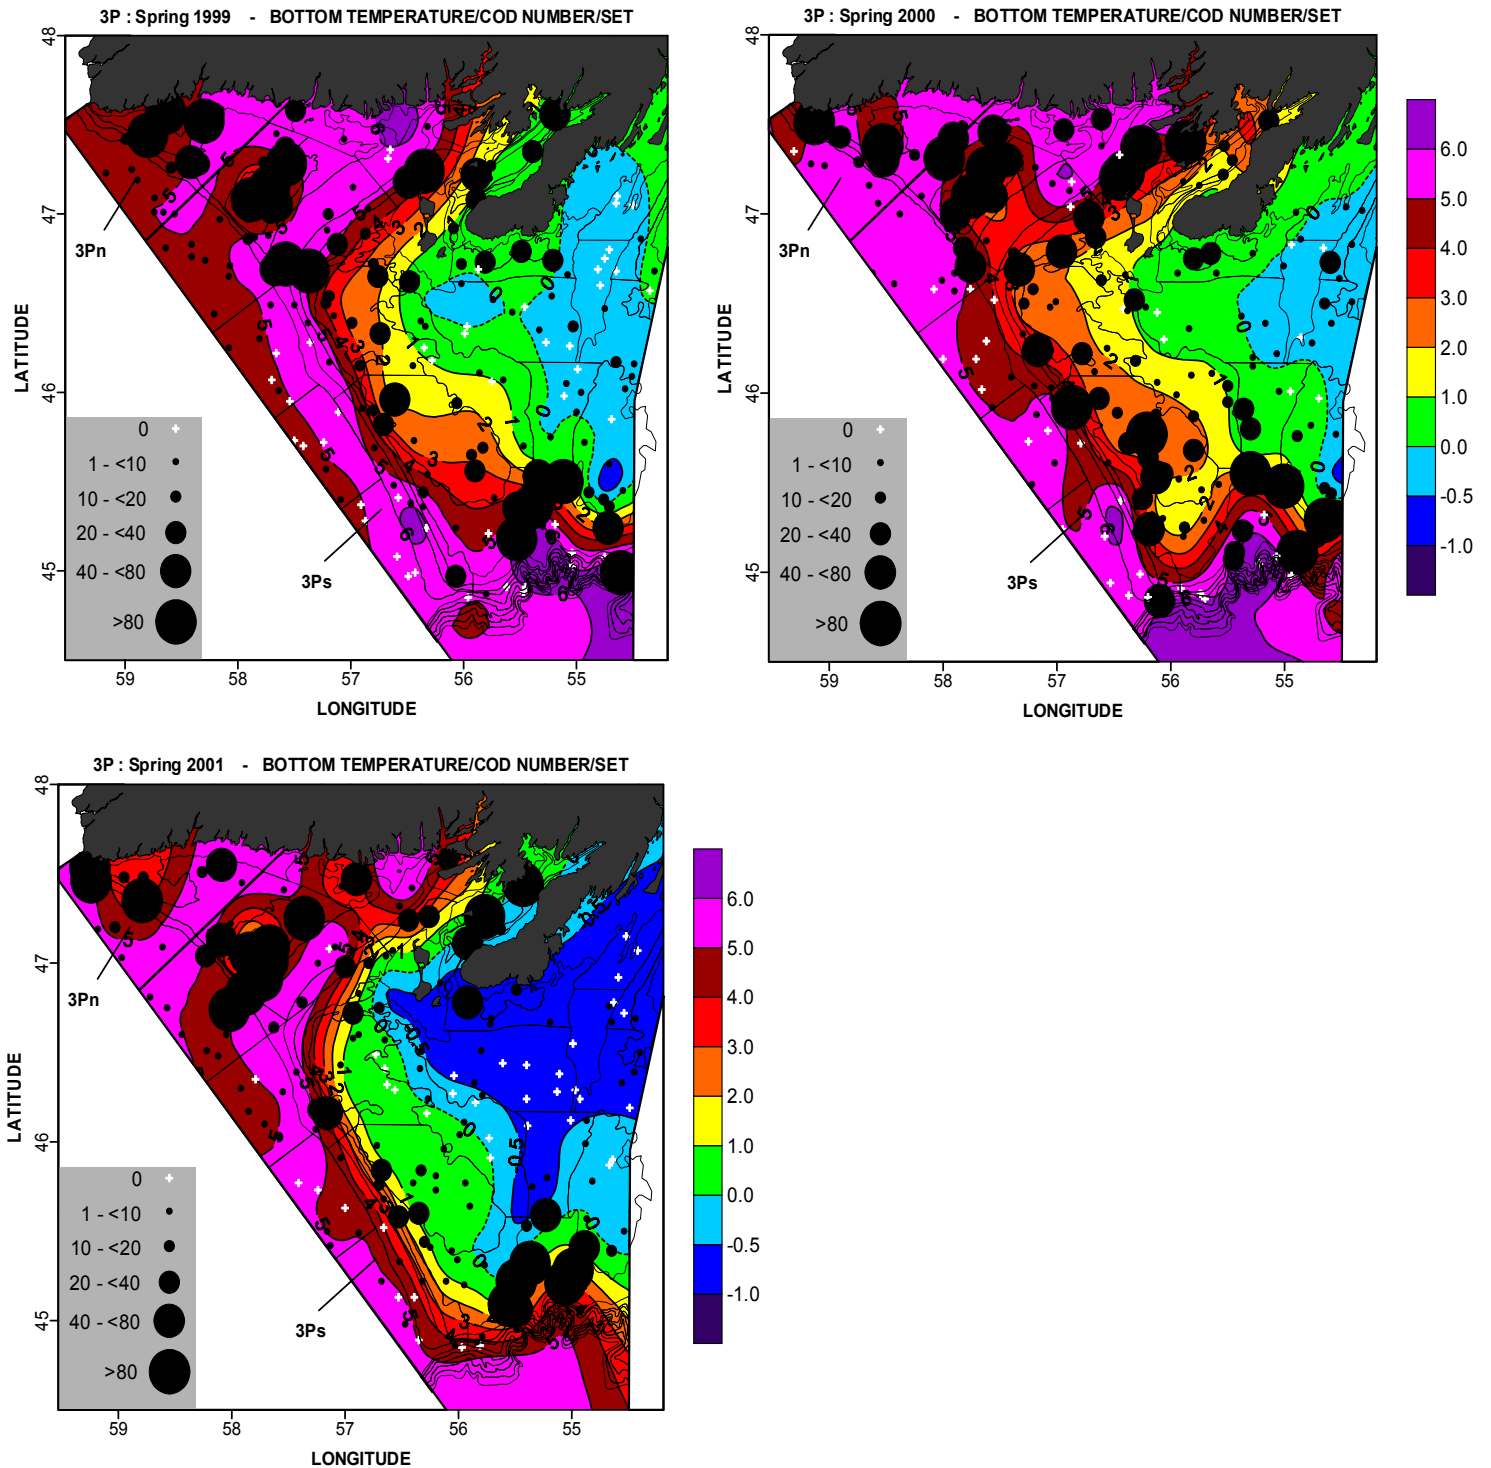 3P : Spring 1999 - BOTTOM TEMPERATURE/COD NUMBER/SET
48
47
46
45
LATITUDE
3Pn
3Ps
0
1 - <10
10 - <20
20 - <40
40 - <80
>80
59 58 57 56 55
LONGITUDE
3P : Spring 2000 - BOTTOM TEMPERATURE/COD NUMBER/SET
48
47
46
45
LATITUDE
3Pn
3Ps
0
1 - <10
10 - <20
20 - <40
40 - <80
>80
59 58 57 56 55
LONGITUDE
6.0
5.0
4.0
3.0
2.0
1.0
0.0
-0.5
-1.0
3P : Spring 2001 - BOTTOM TEMPERATURE/COD NUMBER/SET
48
47
46
45
LATITUDE
3Pn
3Ps
0
1 - <10
10 - <20
20 - <40
40 - <80
>80
59 58 57 56 55
LONGITUDE
6.0
5.0
4.0
3.0
2.0
1.0
0.0
-0.5
-1.0